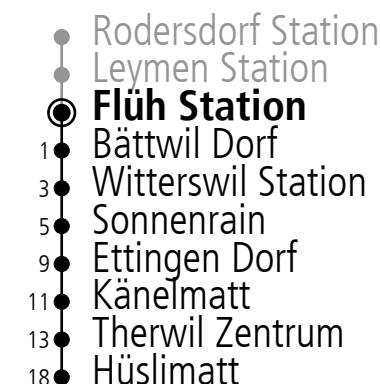 Rodersdorf Station
Leymen Station
Flüh Station
1 Bättwil Dorf
3 Witterswil Station
5 Sonnenrain
9 Ettingen Dorf
11 Känelmatt
13 Therwil Zentrum
18 Hüslimatt